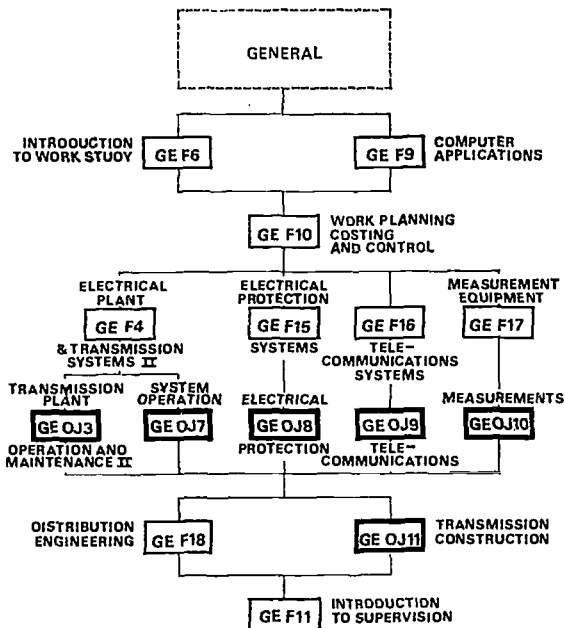 GENERAL
INTRODUCTION
TO WORK STUDY
GE F6
GE F9
COMPUTER
APPLICATIONS
GE F10
WORK PLANNING
COSTING
AND CONTROL
ELECTRICAL
PLANT
GE F4
& TRANSMISSION
SYSTEMS II
ELECTRICAL
PROTECTION
GE F15
SYSTEMS
GE F16
TELE-
COMMUNICATIONS
SYSTEMS
MEASUREMENT
EQUIPMENT
GE F17
TRANSMISSION
PLANT
GE OJ3
OPERATION AND
MAINTENANCE II
SYSTEM
OPERATION
GE OJ7
ELECTRICAL
GE OJ8
PROTECTION
GE OJ9
TELE-
COMMUNICATIONS
MEASUREMENTS
GE OJ10
DISTRIBUTION
ENGINEERING
GE F18
GE OJ11
TRANSMISSION
CONSTRUCTION
GE F11
INTRODUCTION
TO SUPERVISION